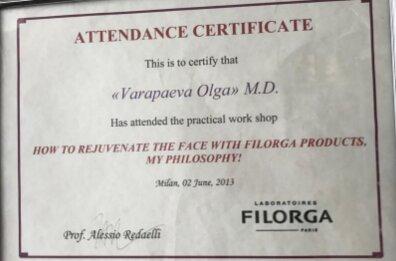 ATTENDANCE CERTIFICATE
This is to certify that
«Varapaeva Olga» M.D.
Has attended the practical work shop
HOW TO REJUVENATE THE FACE WITH FILORGA PRODUCTS,
MY PHILOSOPHY!
Milan, 02 June, 2013
LABORATOIRES
FILORGA
PARIS
Prof. Alessio Redaelli